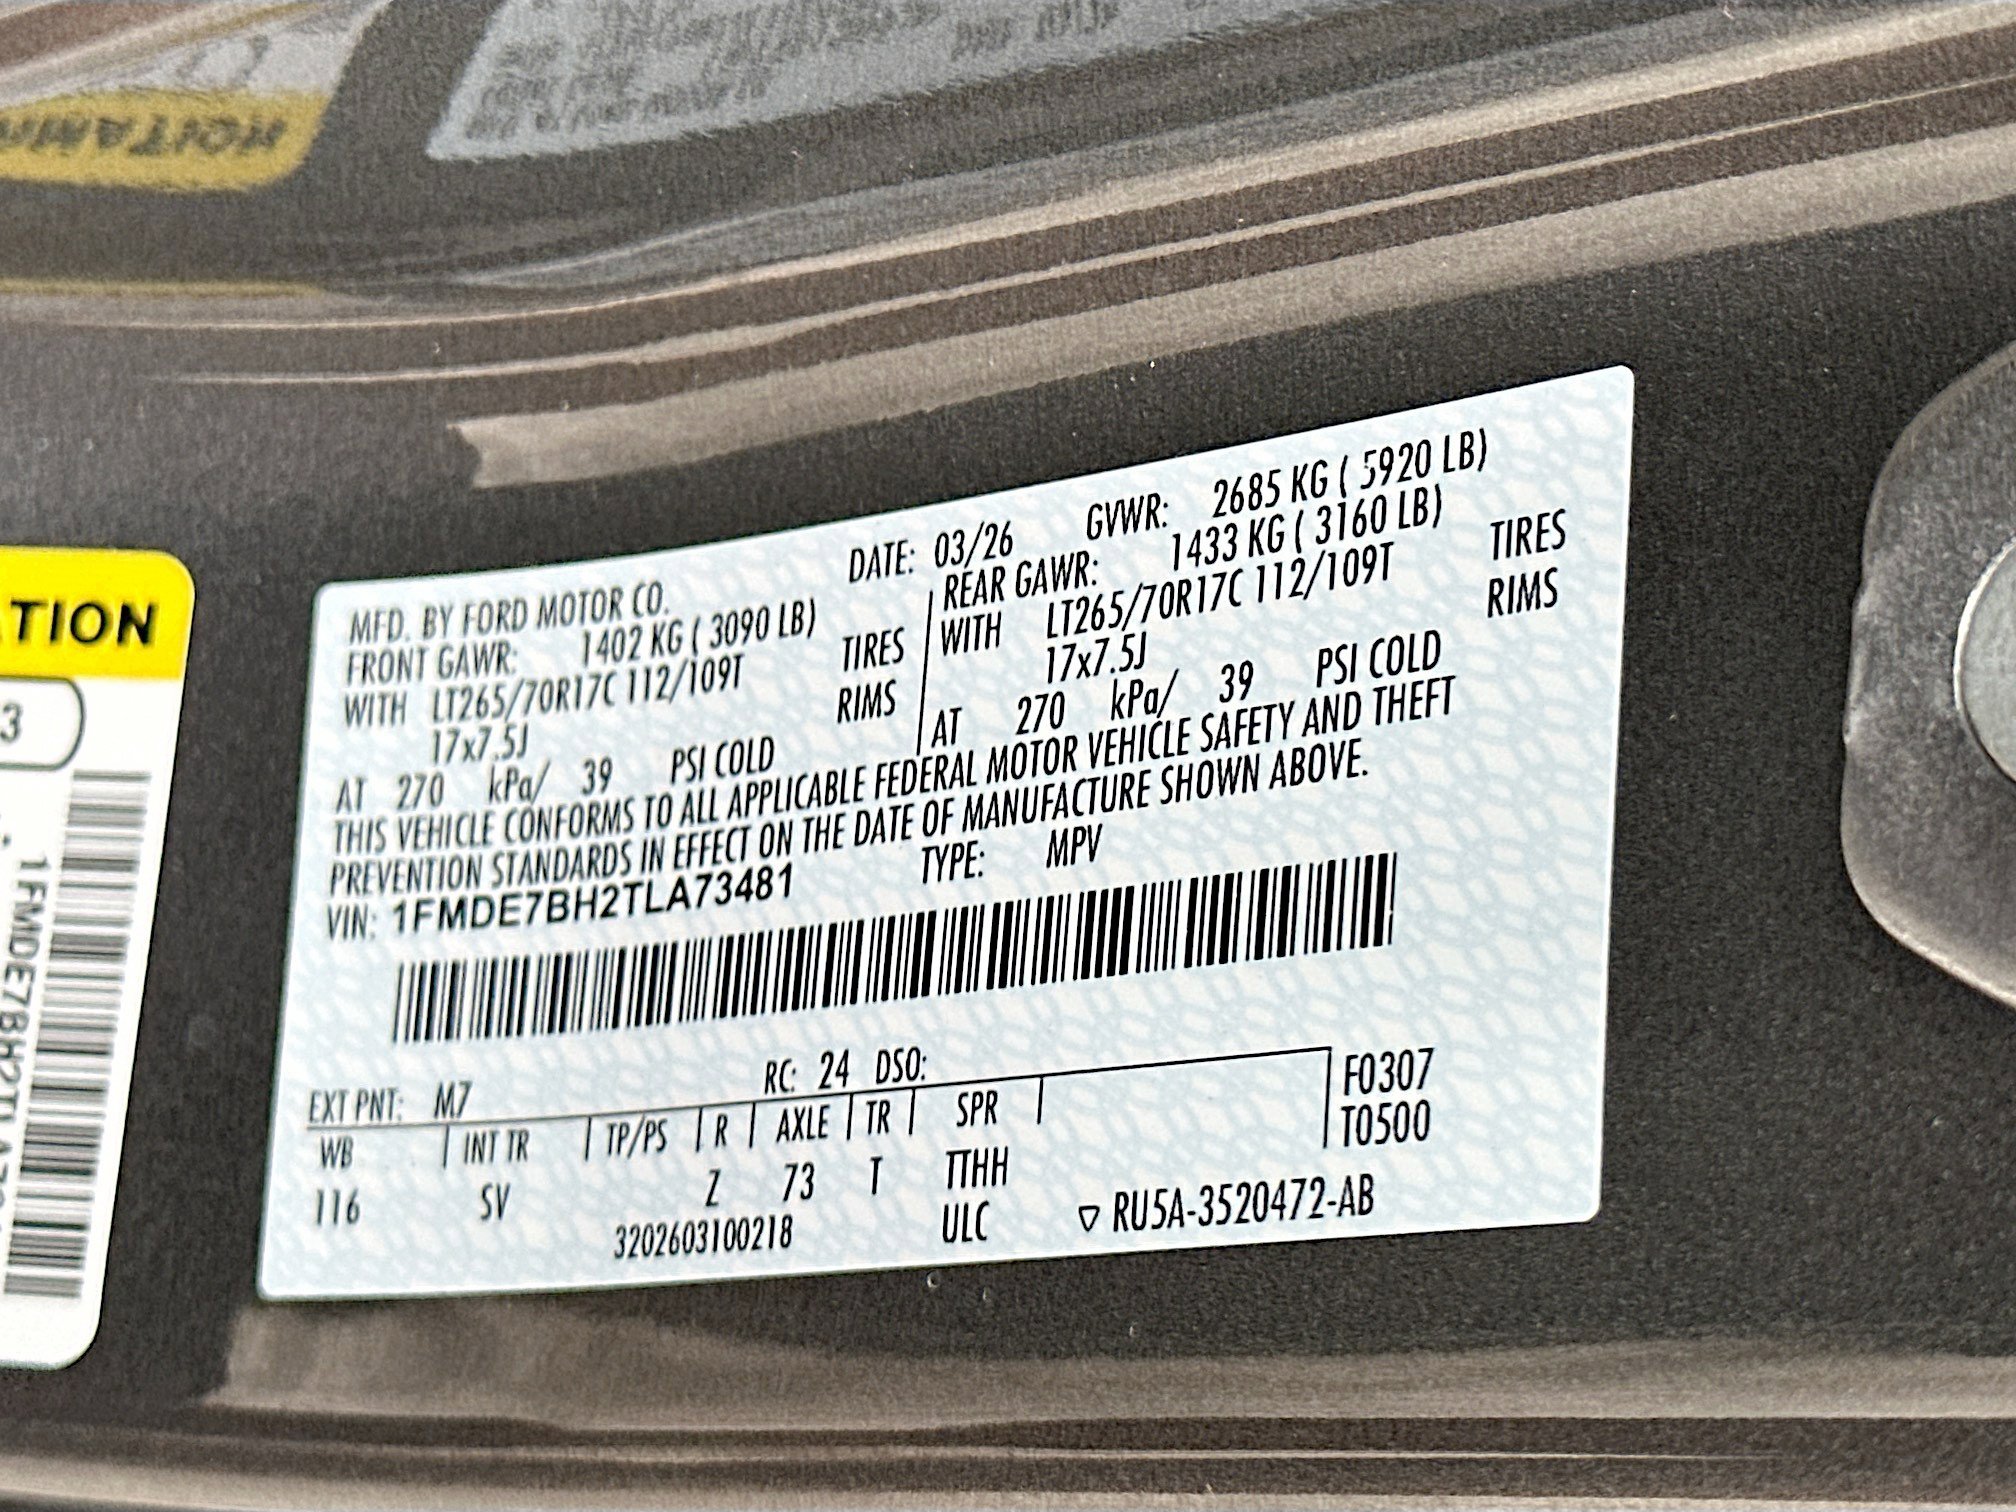 TION
3
1FMDE7BH2TLA73
MFD. BY FORD MOTOR CO.
DATE: 03/26 GVWR: 2685 KG ( 5920 LB)
FRONT GAWR: 1402 KG ( 3090 LB)
WITH LT265/70R17C 112/109T TIRES
17x7.5J RIMS
AT 270 kPa/ 39 PSI COLD
REAR GAWR: 1433 KG ( 3160 LB)
WITH LT265/70R17C 112/109T TIRES
17x7.5J RIMS
AT 270 kPa/ 39 PSI COLD
THIS VEHICLE CONFORMS TO ALL APPLICABLE FEDERAL MOTOR VEHICLE SAFETY AND THEFT
PREVENTION STANDARDS IN EFFECT ON THE DATE OF MANUFACTURE SHOWN ABOVE.
VIN: 1FMDE7BH2TLA73481 TYPE: MPV
EXT PNT: M7 RC: 24 DSO:
WB | INT TR | TP/PS | R | AXLE | TR | SPR | F0307
T0500
116 SV Z 73 T TTHH
3202603100218 ULC ▽ RU5A-3520472-AB